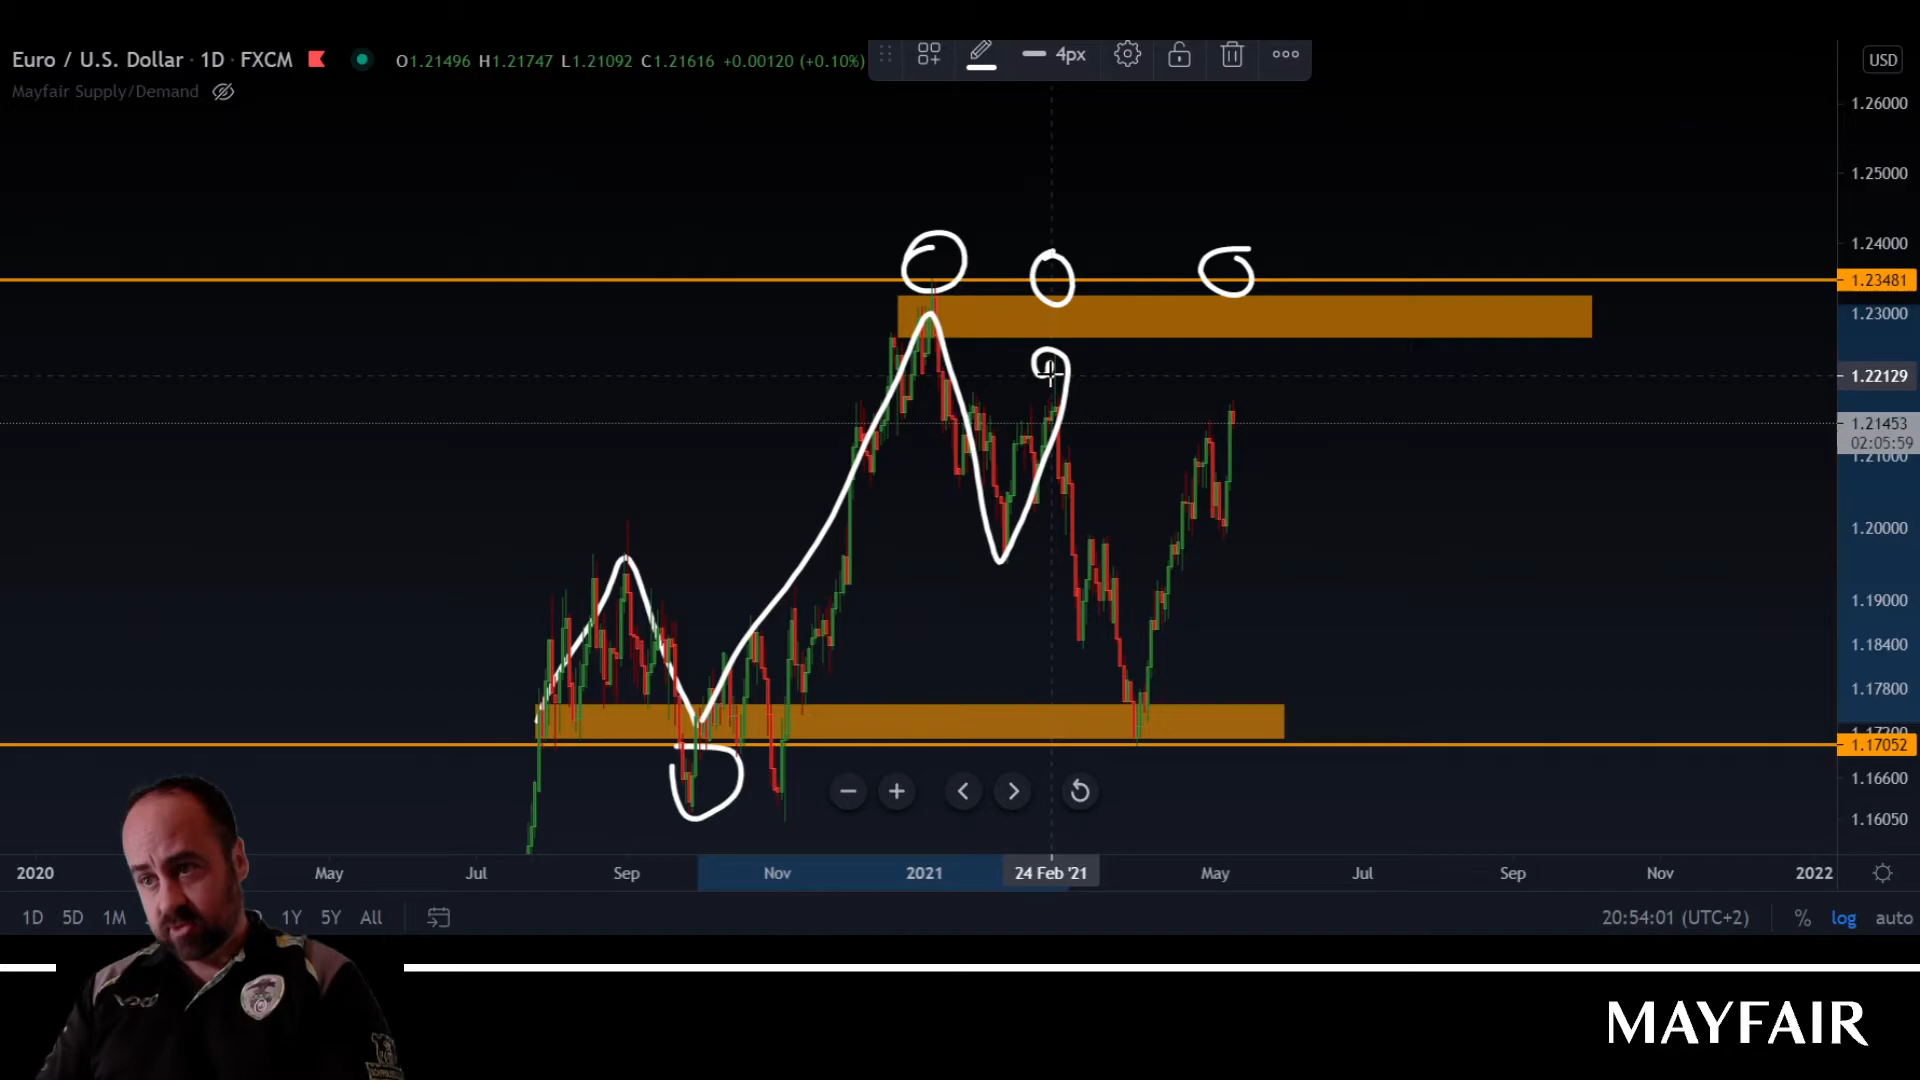 Euro / U.S. Dollar · 1D · FXCM O1.21496 H1.21747 L1.21092 C1.21616 +0.00120 (+0.10%)
4px
USD
Mayfair Supply/Demand
1.26000
1.25000
1.24000
1.23481
1.23000
1.22129
1.21453
02:05:59
1.21000
1.20000
1.19000
1.18400
1.17800
1.17200
1.17052
1.16600
1.16050
2020 May Jul Sep Nov 2021 24 Feb '21 May Jul Sep Nov 2022
1D 5D 1M 1Y 5Y All 20:54:01 (UTC+2) % log auto
MAYFAIR